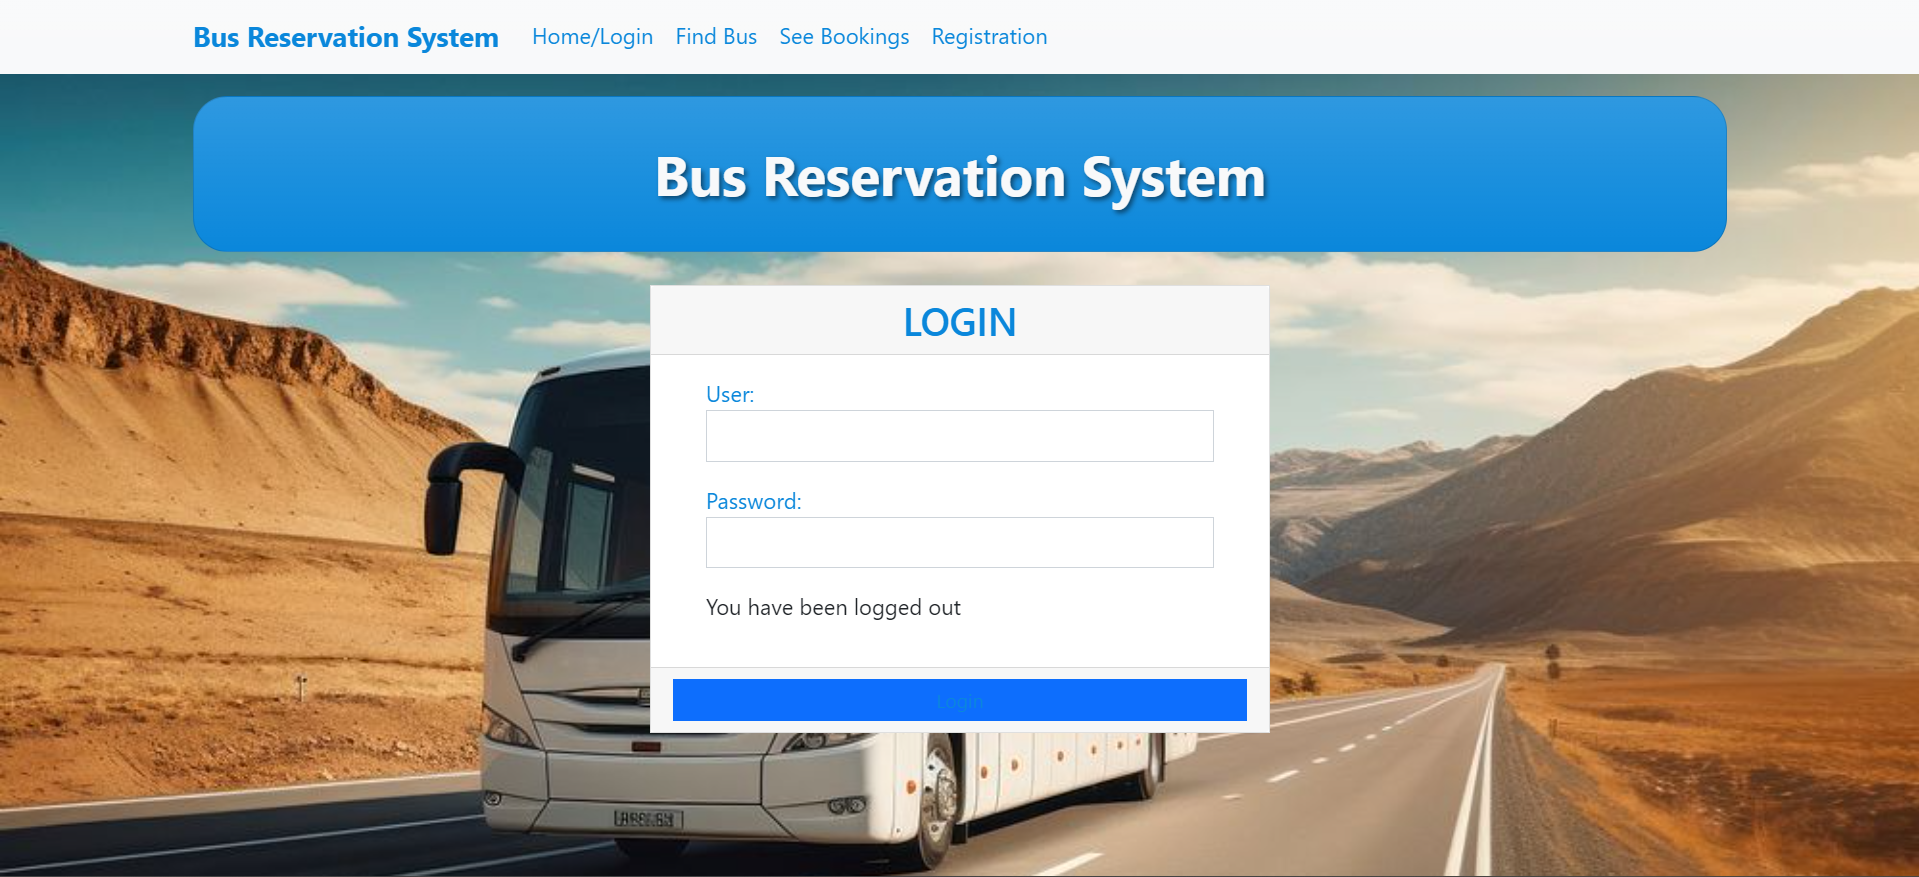 Bus Reservation System Home/Login Find Bus See Bookings Registration
Bus Reservation System
LOGIN
User:
Password:
You have been logged out
Login